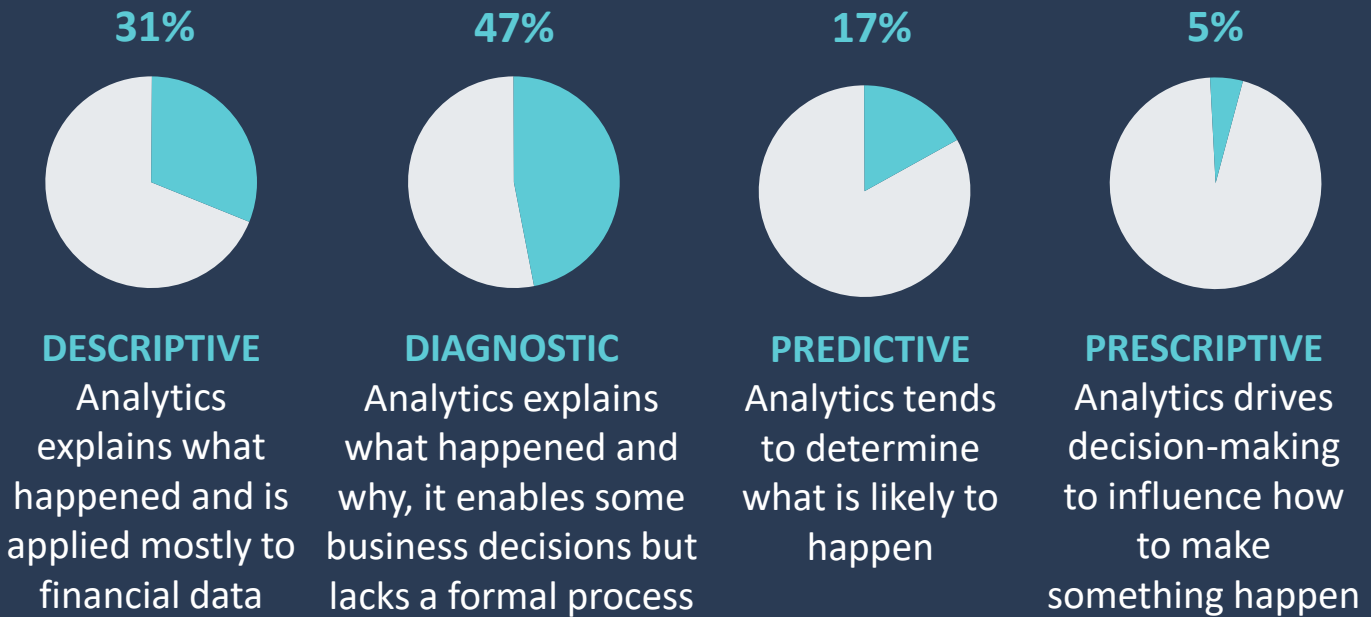 31%
47%
17%
5%
DESCRIPTIVE
Analytics
explains what
happened and is
applied mostly to
financial data
DIAGNOSTIC
Analytics explains
what happened and
why, it enables some
business decisions but
lacks a formal process
PREDICTIVE
Analytics tends
to determine
what is likely to
happen
PRESCRIPTIVE
Analytics drives
decision-making
to influence how
to make
something happen